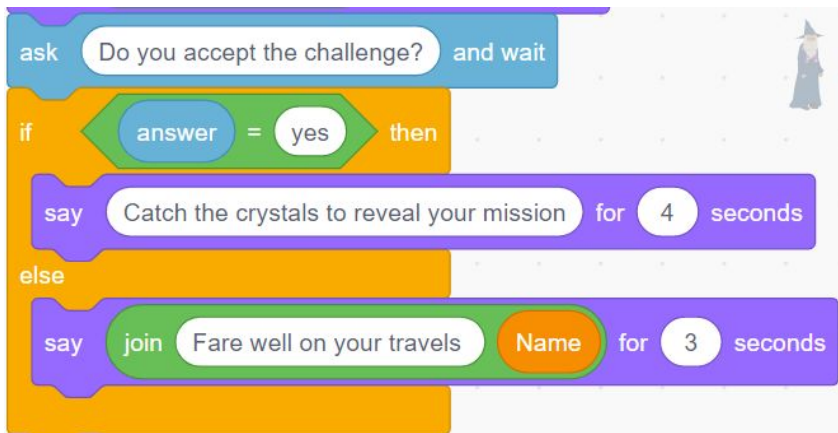 ask Do you accept the challenge? and wait
if answer = yes then
say Catch the crystals to reveal your mission for 4 seconds
else
say join Fare well on your travels Name for 3 seconds